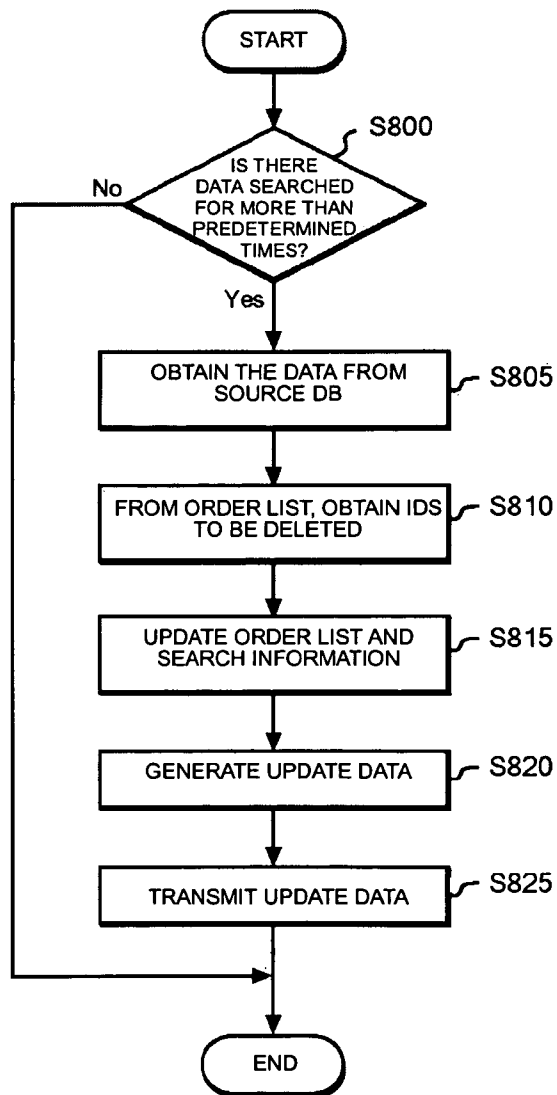 START
S800
IS THERE
DATA SEARCHED
FOR MORE THAN
PREDETERMINED
TIMES?
No
Yes
OBTAIN THE DATA FROM
SOURCE DB
S805
FROM ORDER LIST, OBTAIN IDS
TO BE DELETED
S810
UPDATE ORDER LIST AND
SEARCH INFORMATION
S815
GENERATE UPDATE DATA
S820
TRANSMIT UPDATE DATA
S825
END